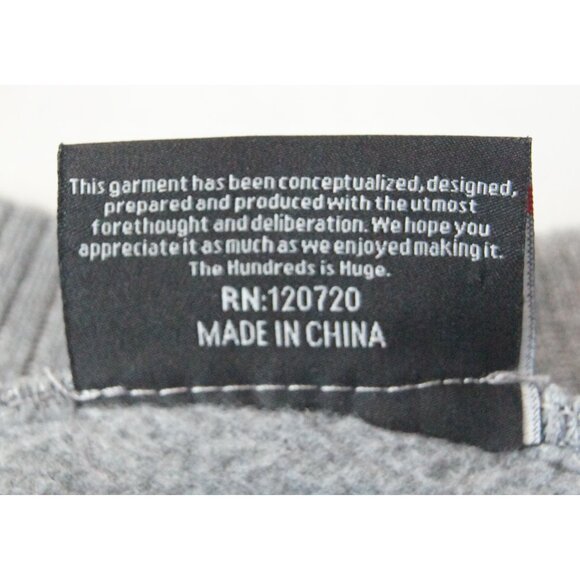 This garment has been conceptualized, designed,
prepared and produced with the utmost
forethought and deliberation. We hope you
appreciate it as much as we enjoyed making it.
The Hundreds is Huge.
RN:120720
MADE IN CHINA